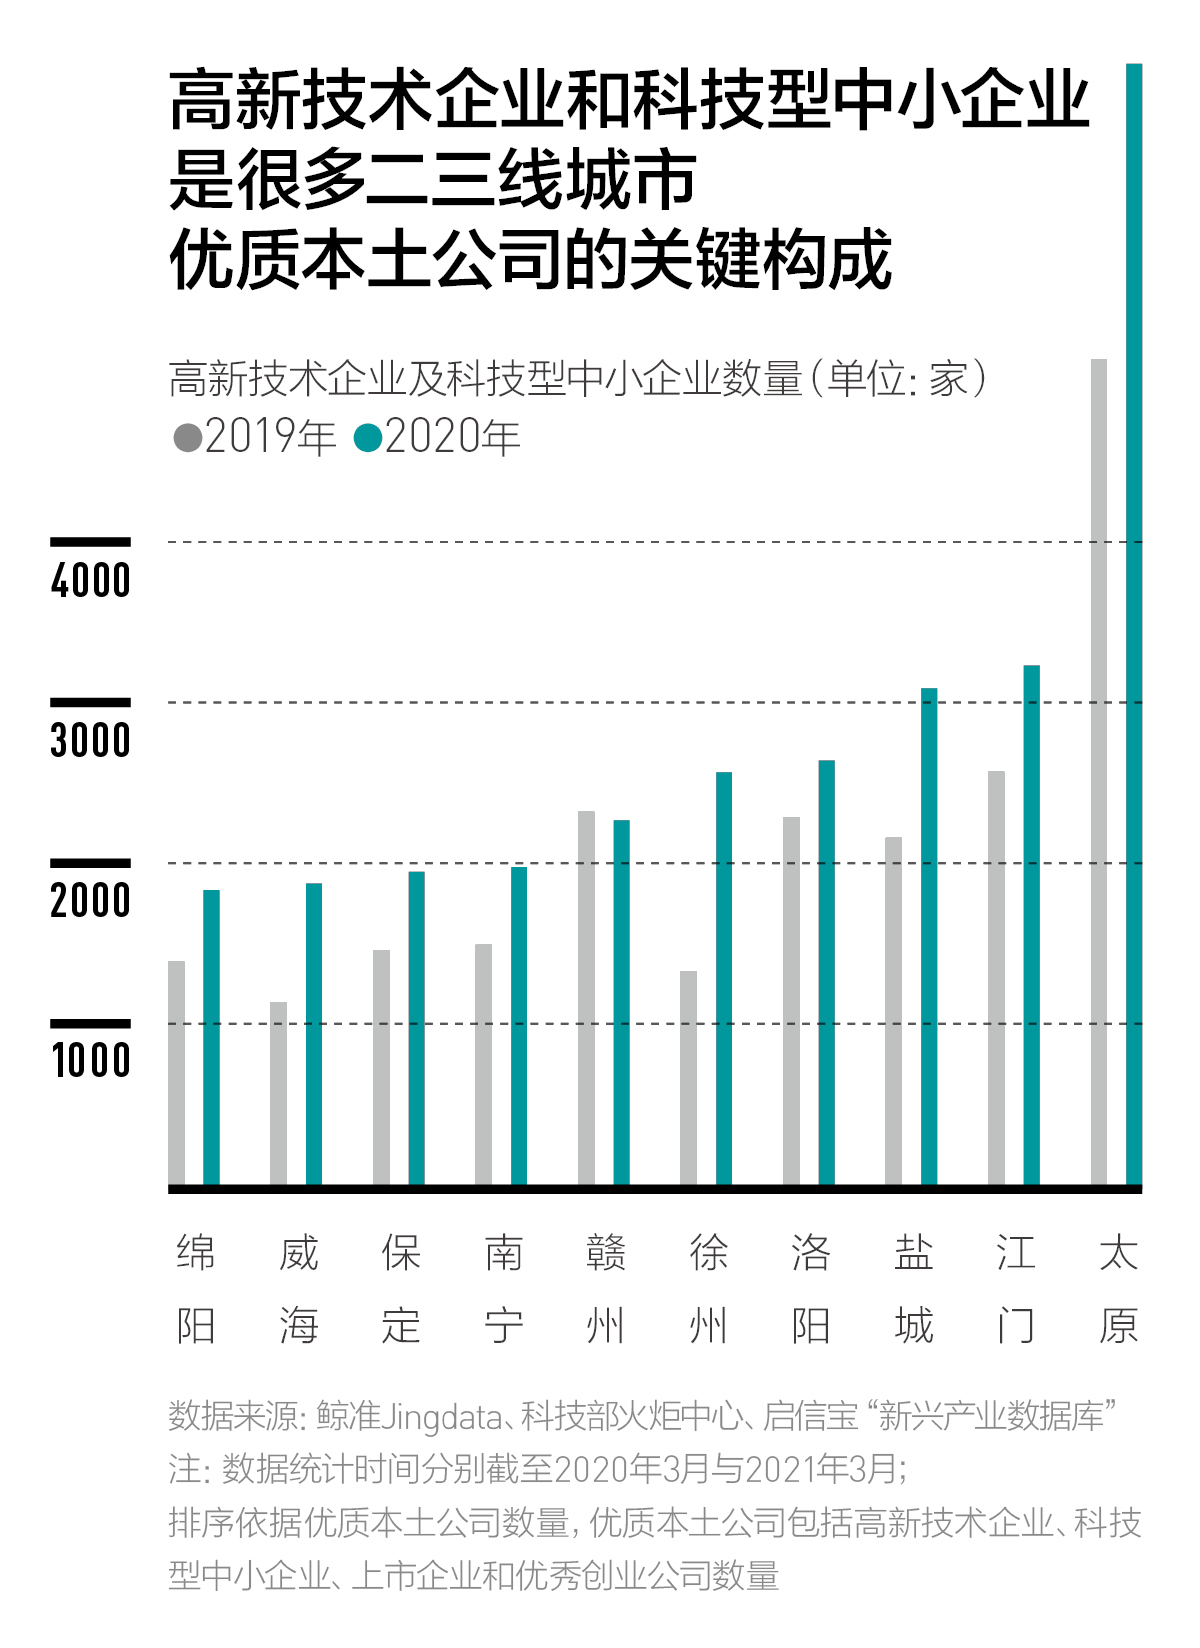 高新技术企业和科技型中小企业
是很多二三线城市
优质本土公司的关键构成
高新技术企业及科技型中小企业数量（单位：家）
●2019年 ●2020年
4000
3000
2000
1000
绵阳 威海 保定 南宁 赣州 徐州 洛阳 盐城 江门 太原
数据来源：鲸准Jingdata、科技部火炬中心、启信宝“新兴产业数据库”
注：数据统计时间分别截至2020年3月与2021年3月；
排序依据优质本土公司数量，优质本土公司包括高新技术企业、科技
型中小企业、上市企业和优秀创业公司数量